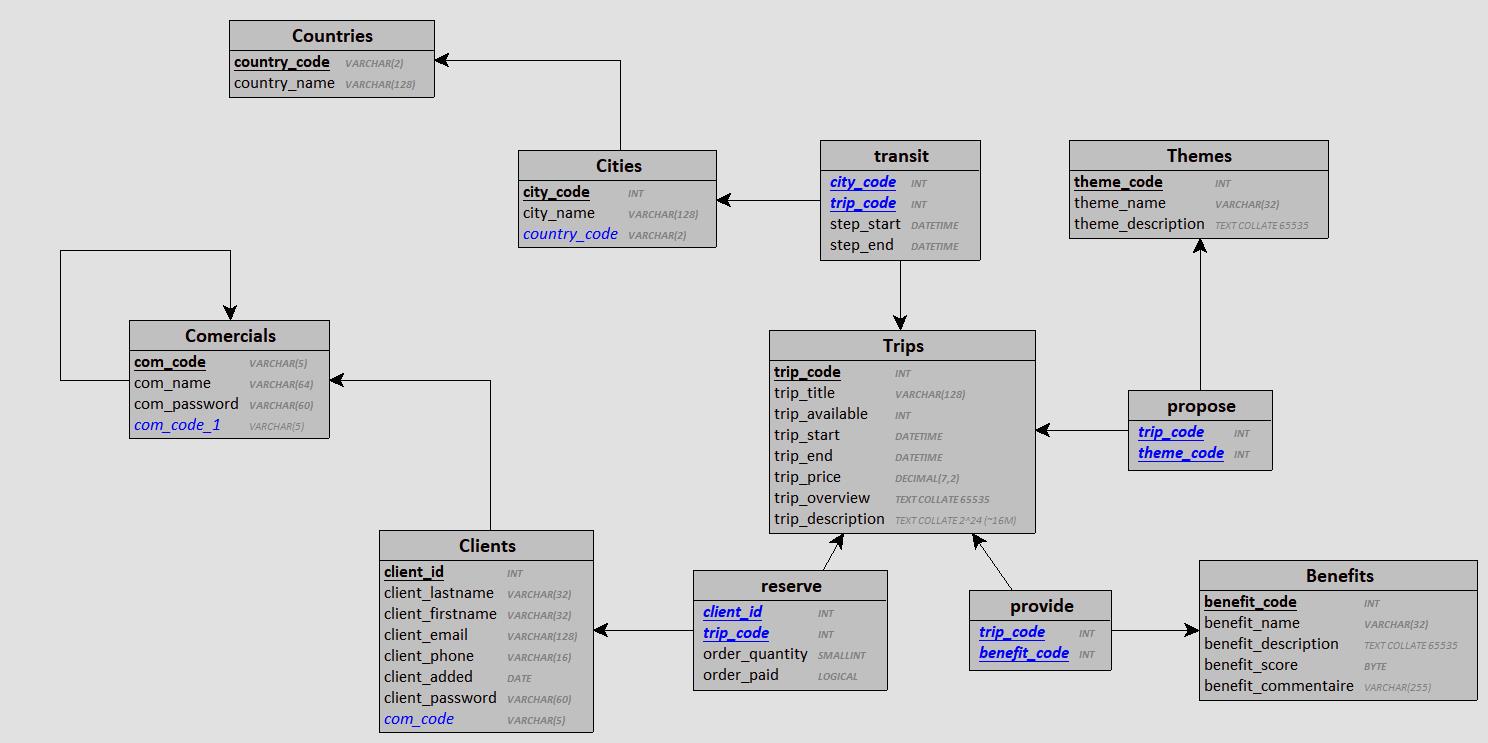 Countries
country_code VARCHAR(2)
country_name VARCHAR(128)
Cities
city_code INT
city_name VARCHAR(128)
country_code VARCHAR(2)
transit
city_code INT
trip_code INT
step_start DATETIME
step_end DATETIME
Themes
theme_code INT
theme_name VARCHAR(32)
theme_description TEXT COLLATE 65535
Comercials
com_code VARCHAR(5)
com_name VARCHAR(64)
com_password VARCHAR(60)
com_code_1 VARCHAR(5)
Trips
trip_code INT
trip_title VARCHAR(128)
trip_available INT
trip_start DATETIME
trip_end DATETIME
trip_price DECIMAL(7,2)
trip_overview TEXT COLLATE 65535
trip_description TEXT COLLATE 2^24 (~16M)
propose
trip_code INT
theme_code INT
Clients
client_id INT
client_lastname VARCHAR(32)
client_firstname VARCHAR(32)
client_email VARCHAR(128)
client_phone VARCHAR(16)
client_added DATE
client_password VARCHAR(60)
com_code VARCHAR(5)
reserve
client_id INT
trip_code INT
order_quantity SMALLINT
order_paid LOGICAL
provide
trip_code INT
benefit_code INT
Benefits
benefit_code INT
benefit_name VARCHAR(32)
benefit_description TEXT COLLATE 65535
benefit_score BYTE
benefit_commentaire VARCHAR(255)